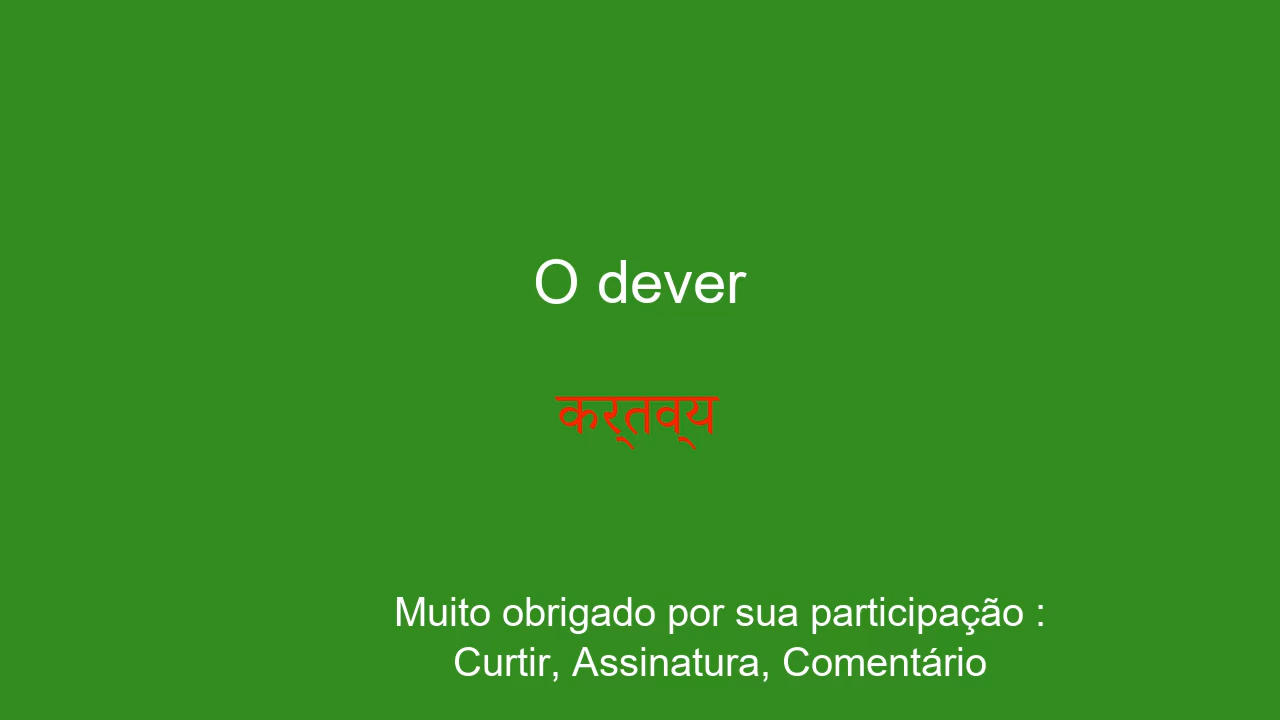 O dever
कर्तव्य
Muito obrigado por sua participação :
Curtir, Assinatura, Comentário